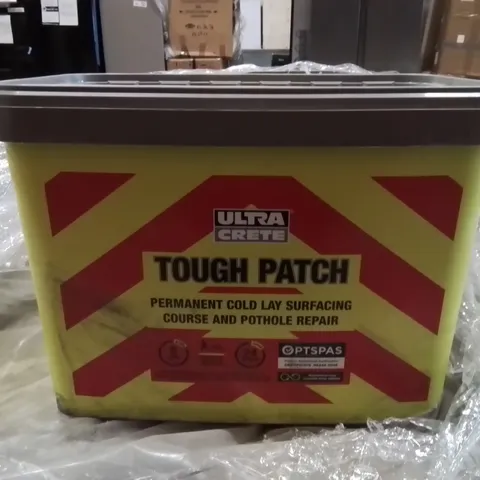 ULTRA
CRETE
TOUGH PATCH
PERMANENT COLD LAY SURFACING
COURSE AND POTHOLE REPAIR
PTSPAS